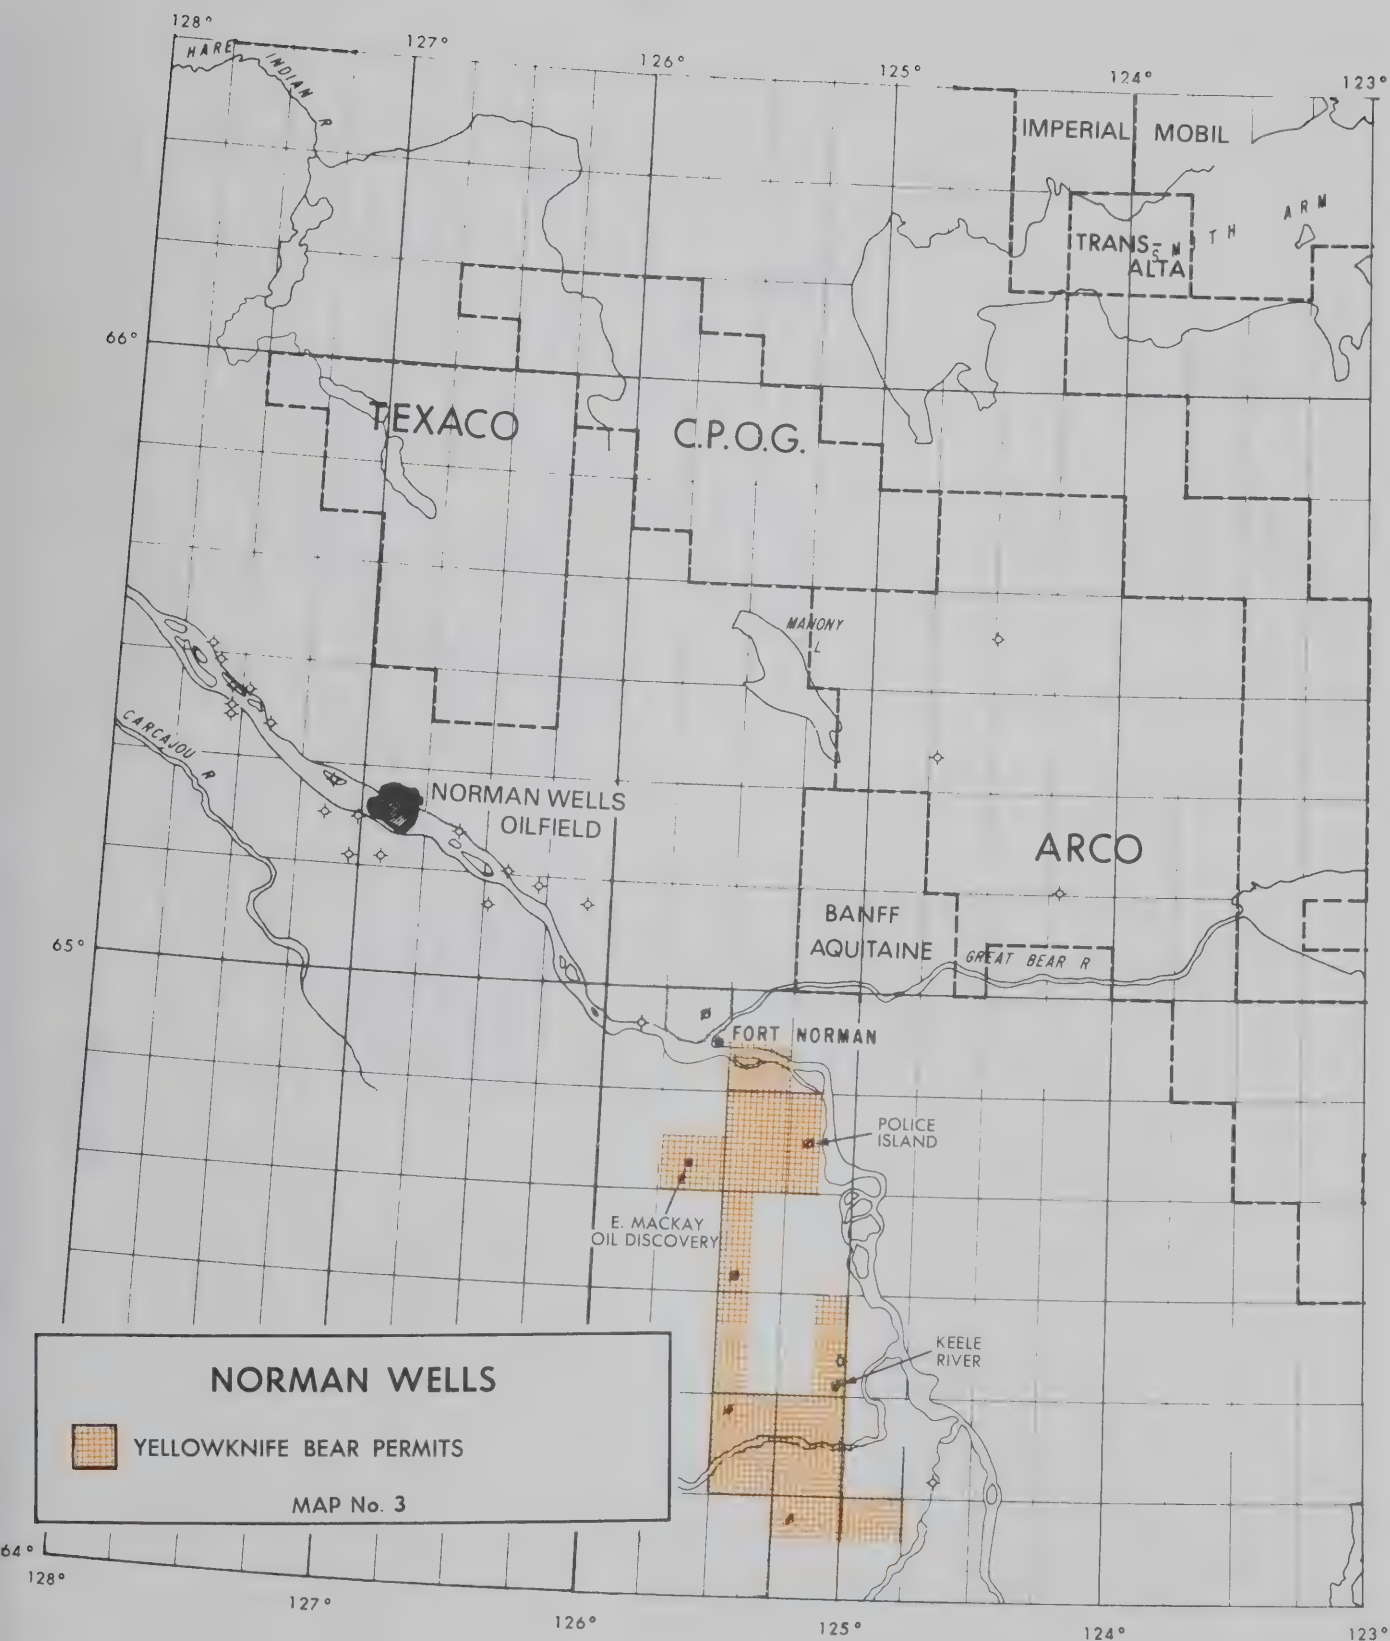 128°
127°
126°
125°
124°
123°
HARE INDIAN R
IMPERIAL
MOBIL
ARM
TH
TRANS-
ALTA
S M
66°
TEXACO
C.P.O.G.
MAHONY
L
CARCAJOU R
NORMAN WELLS
OILFIELD
ARCO
BANFF
AQUITAINE
65°
GREAT BEAR R
FORT NORMAN
POLICE
ISLAND
E. MACKAY
OIL DISCOVERY
KEELE
RIVER
NORMAN WELLS
YELLOWKNIFE BEAR PERMITS
MAP No. 3
64°
128°
127°
126°
125°
124°
123°